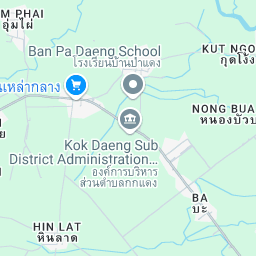 M PHAI
อุ่มไผ่
Ban Pa Daeng School
โรงเรียนบ้านป่าแดง
KUT NGO
กุดโง้ง
นเหล่ากลาง
NONG BUA
หนองบัวบ
Kok Daeng Sub
District Administration...
องค์การบริหาร
ส่วนตำบลกกแดง
BA
บะ
HIN LAT
หินลาด